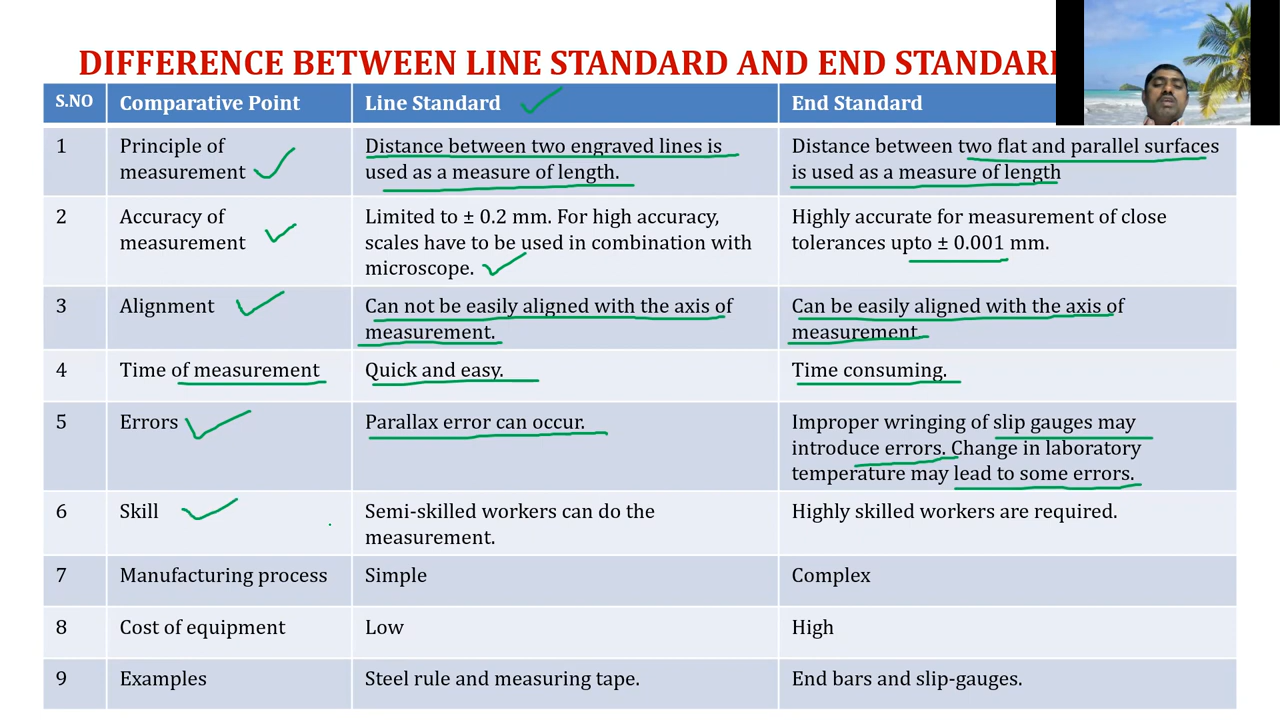 DIFFERENCE BETWEEN LINE STANDARD AND END STANDAR
S.NO Comparative Point Line Standard End Standard
1 Principle of measurement Distance between two engraved lines is used as a measure of length. Distance between two flat and parallel surfaces is used as a measure of length
2 Accuracy of measurement Limited to ± 0.2 mm. For high accuracy, scales have to be used in combination with microscope. Highly accurate for measurement of close tolerances upto ± 0.001 mm.
3 Alignment Can not be easily aligned with the axis of measurement. Can be easily aligned with the axis of measurement.
4 Time of measurement Quick and easy. Time consuming.
5 Errors Parallax error can occur. Improper wringing of slip gauges may introduce errors. Change in laboratory temperature may lead to some errors.
6 Skill Semi-skilled workers can do the measurement. Highly skilled workers are required.
7 Manufacturing process Simple Complex
8 Cost of equipment Low High
9 Examples Steel rule and measuring tape. End bars and slip-gauges.